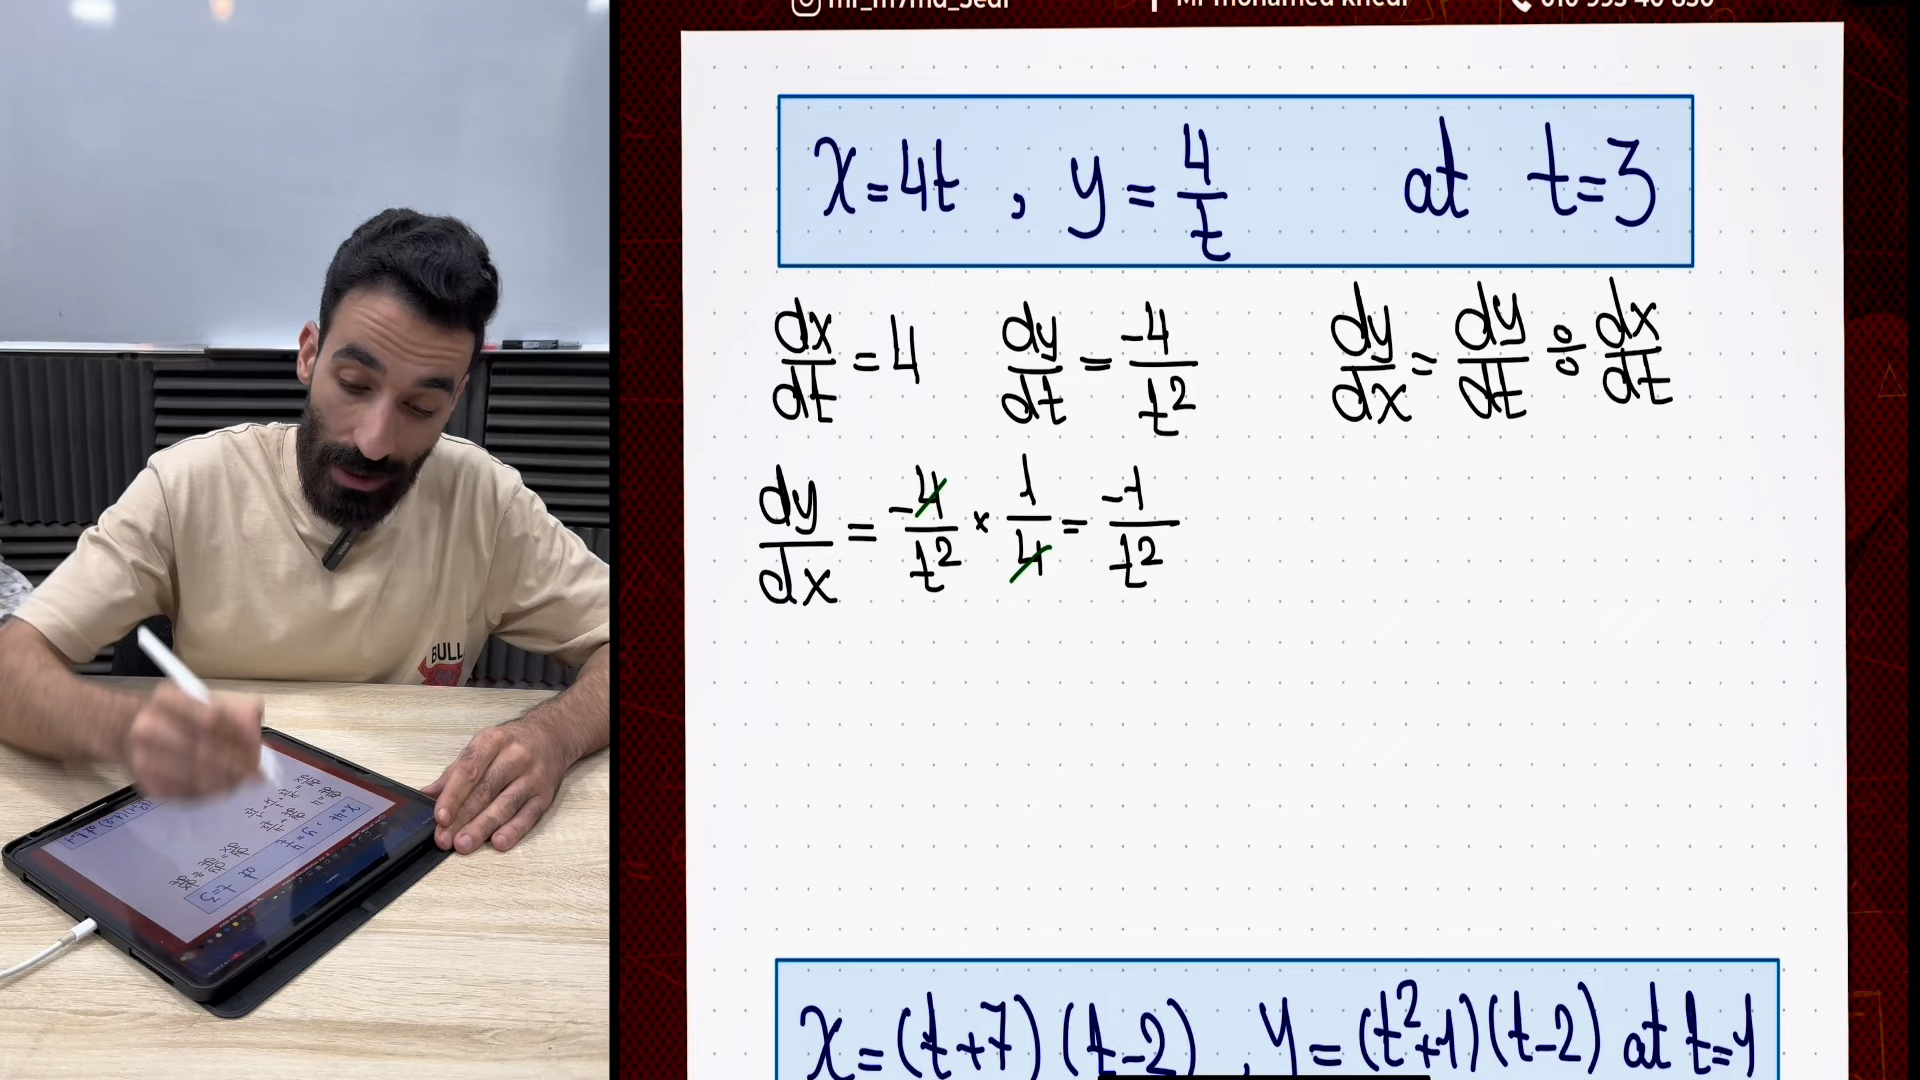 x=4t , y=4/t at t=3
dx/dt=4 dy/dt=-4/t² dy/dx=dy/dt÷dx/dt
dy/dx=-4/t²×1/4=-1/t²
x=(t+7)(t-2) , y=(t²+1)(t-2) at t=1
BULL